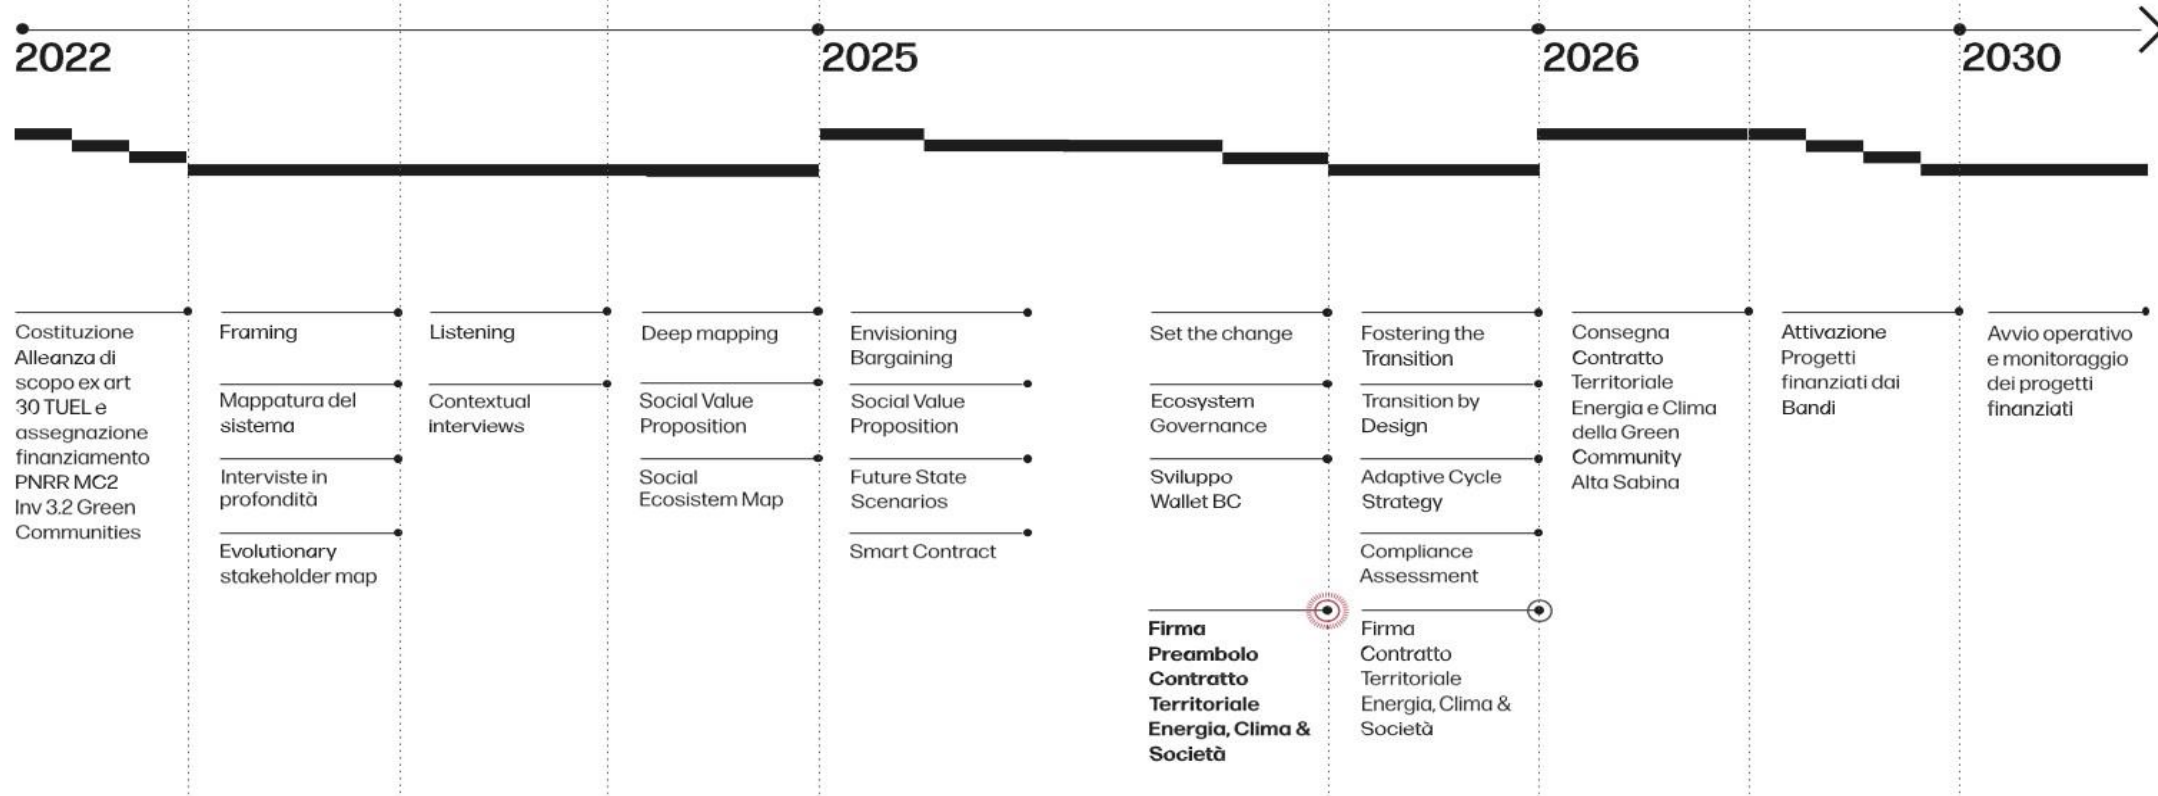 2022
2025
2026
2030
Costituzione
Alleanza di
scopo ex art
30 TUEL e
assegnazione
finanziamento
PNRR MC2
Inv 3.2 Green
Communities
Framing
Mappatura del
sistema
Interviste in
profondità
Evolutionary
stakeholder map
Listening
Contextual
interviews
Deep mapping
Social Value
Proposition
Social
Ecosistem Map
Envisioning
Bargaining
Social Value
Proposition
Future State
Scenarios
Smart Contract
Set the change
Ecosystem
Governance
Sviluppo
Wallet BC
Firma
Preambolo
Contratto
Territoriale
Energia, Clima &
Società
Fostering the
Transition
Transition by
Design
Adaptive Cycle
Strategy
Compliance
Assessment
Firma
Contratto
Territoriale
Energia, Clima &
Società
Consegna
Contratto
Territoriale
Energia e Clima
della Green
Community
Alta Sabina
Attivazione
Progetti
finanziati dai
Bandi
Avvio operativo
e monitoraggio
dei progetti
finanziati